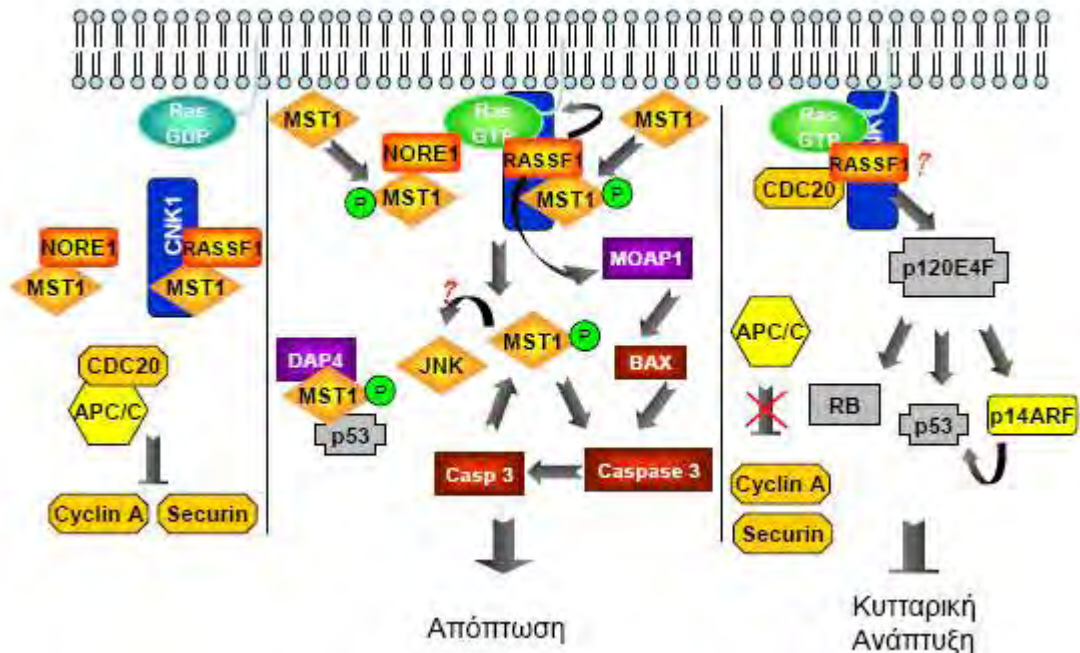 Ras
GDP
CNK1
NORE1
RASSF1
MST1
MST1
CDC20
APC/C
Cyclin A
Securin
MST1
Ras
GTP
MST1
NORE1
RASSF1
P
MST1
MST1
P
MOAP1
?
MST1
P
BAX
DAP4
JNK
MST1
P
p53
Casp 3
Caspase 3
Απόπτωση
Ras
GTP
RASSF1
?
CDC20
p120E4F
APC/C
RB
p53
p14ARF
Cyclin A
Securin
Κυτταρική
Ανάπτυξη